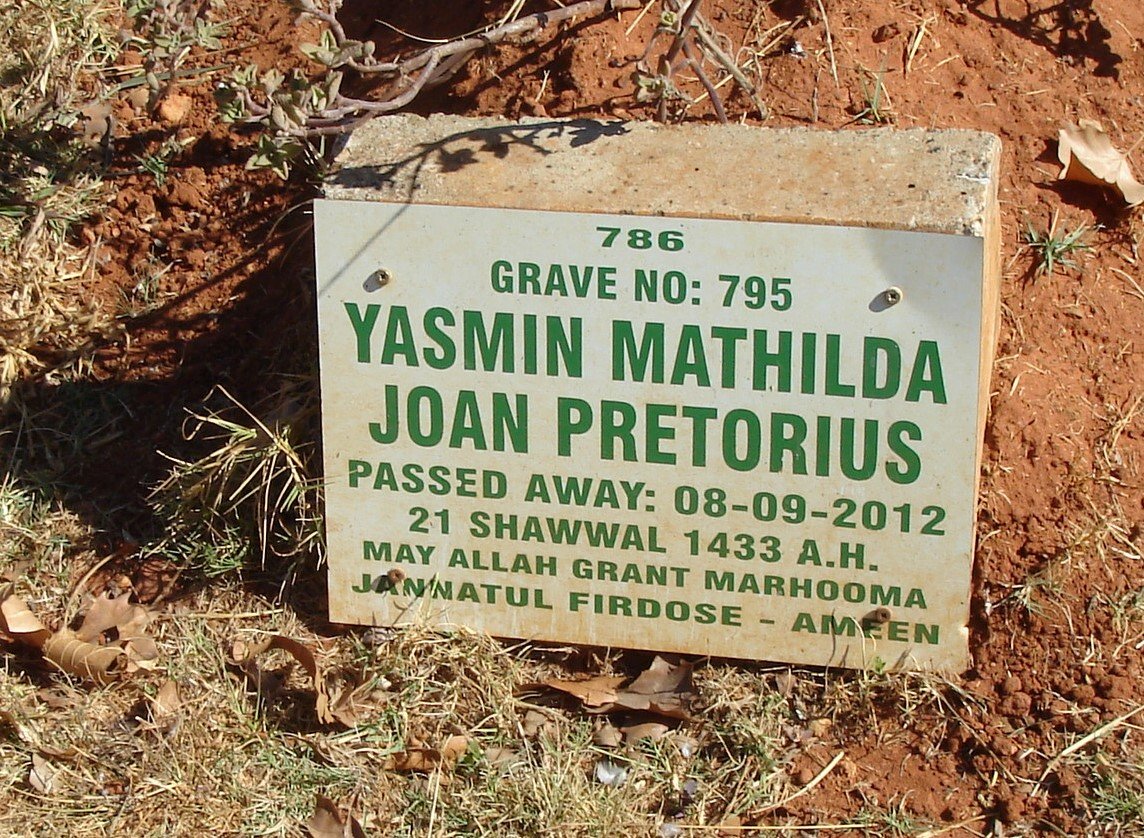 786
GRAVE NO: 795
YASMIN MATHILDA
JOAN PRETORIUS
PASSED AWAY: 08-09-2012
21 SHAWWAL 1433 A.H.
MAY ALLAH GRANT MARHOOMA
JANNATUL FIRDOSE - AMEEN